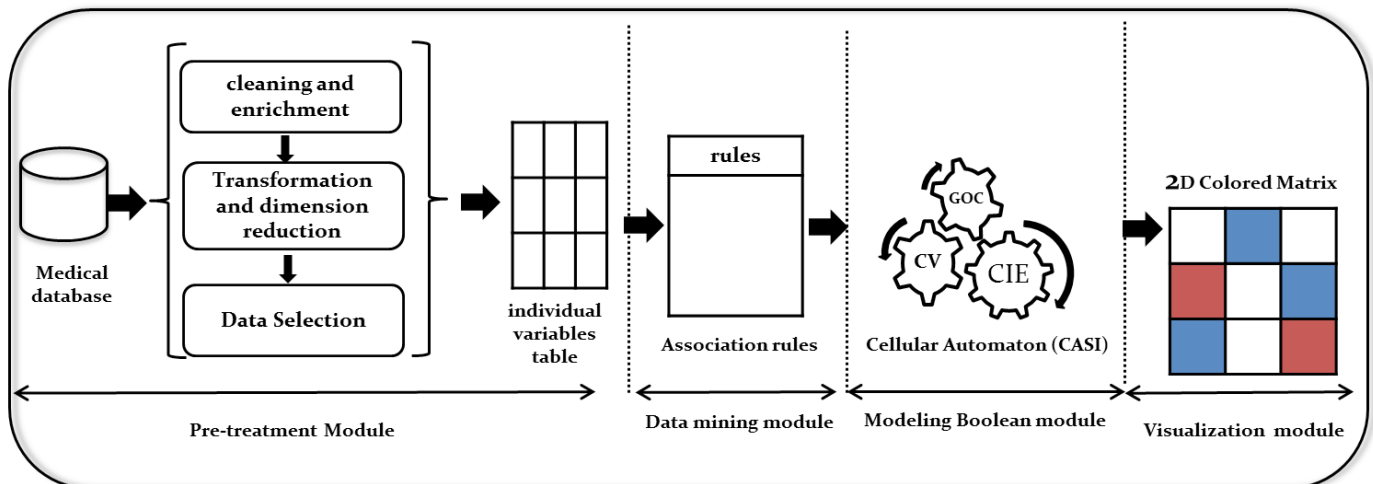 Medical
database
cleaning and
enrichment
Transformation
and dimension
reduction
Data Selection
individual
variables
table
Pre-treatment Module
rules
Association rules
Data mining module
GOC
CV
CIE
Cellular Automaton (CASI)
Modeling Boolean module
2D Colored Matrix
Visualization module